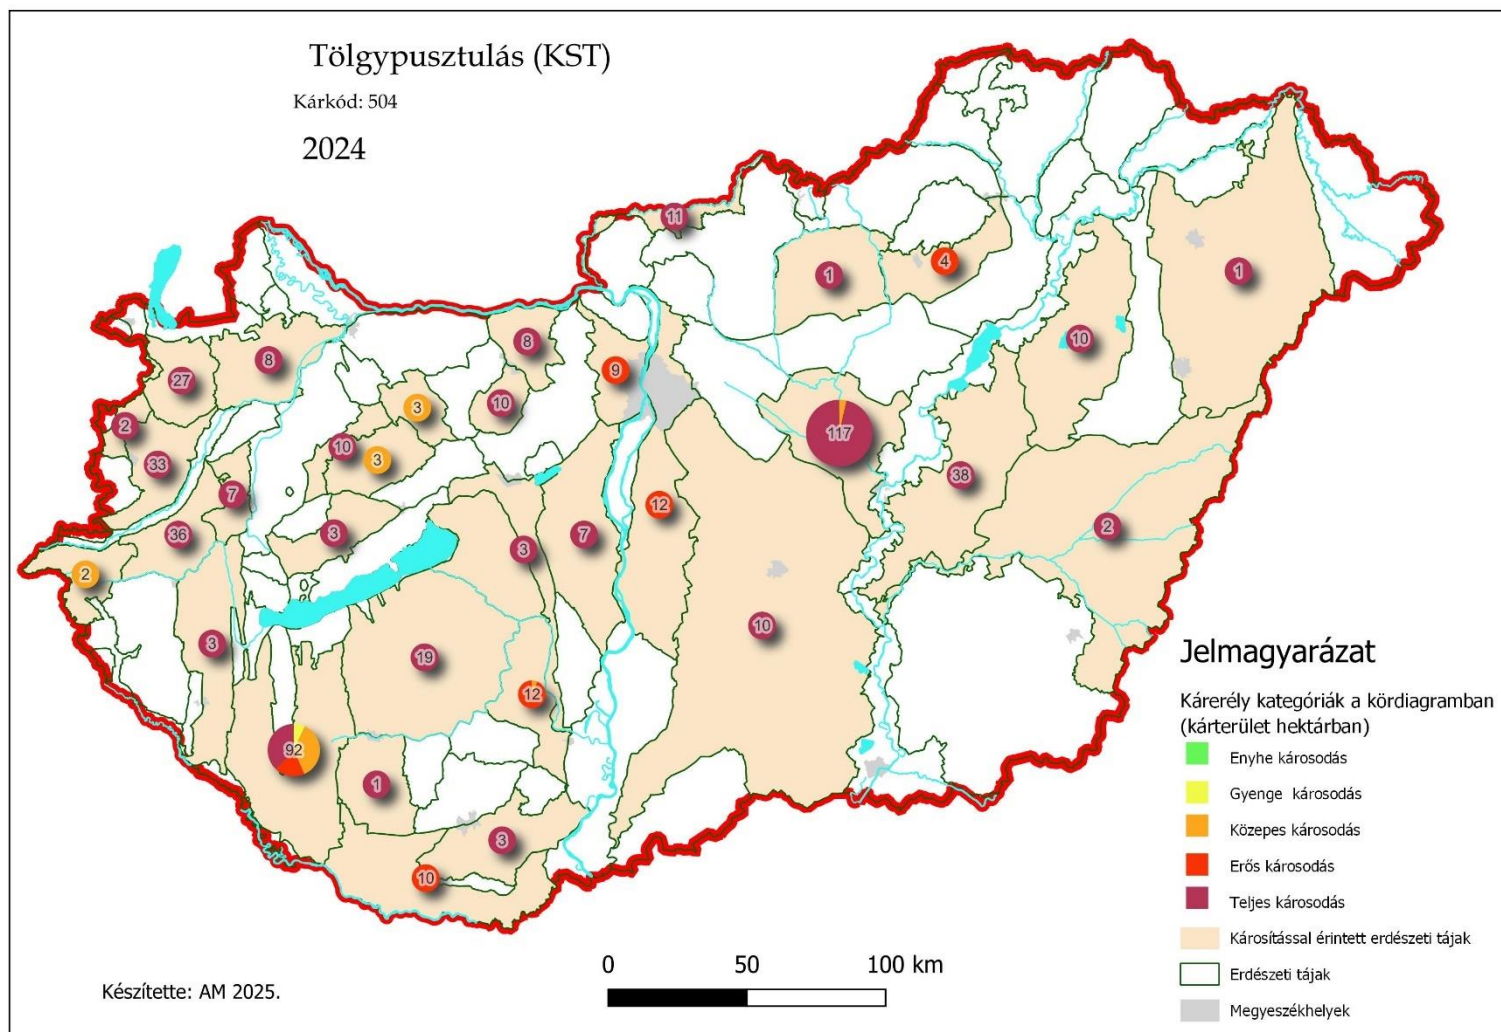 Tölgypusztulás (KST)
Kárkód: 504
2024
11
1
4
1
8
8
10
27
9
3
10
2
10
117
3
33
38
7
12
3
36
3
7
2
2
10
3
19
12
92
1
3
10
Jelmagyarázat
Kárerély kategóriák a kördiagramban
(kárterület hektárban)
Enyhe károsodás
Gyenge károsodás
Közepes károsodás
Erős károsodás
Teljes károsodás
Károsítással érintett erdészeti tájak
Erdészeti tájak
Megyeszékhelyek
0 50 100 km
Készítette: AM 2025.